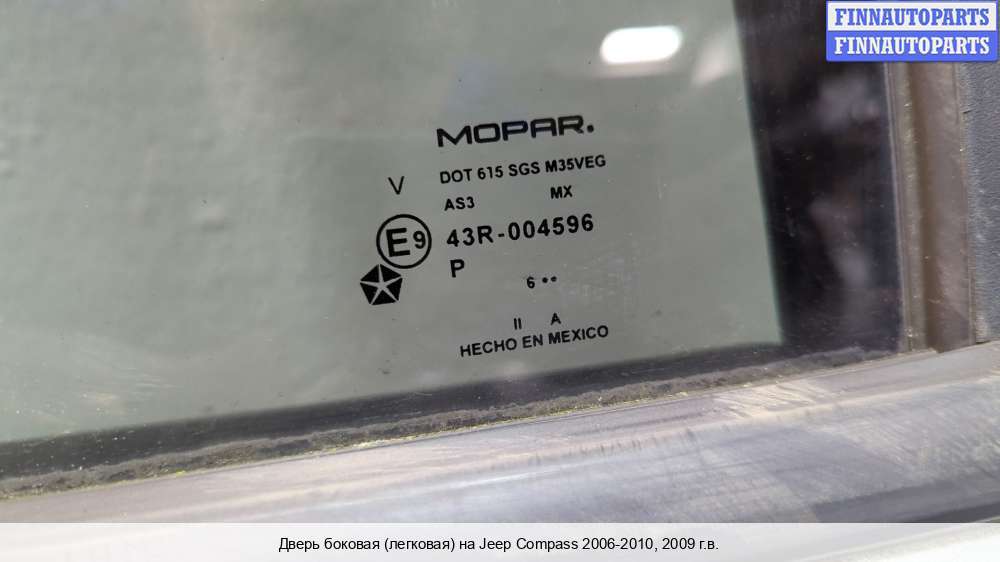 FINNAUTOPARTS
FINNAUTOPARTS
MOPAR.
DOT 615 SGS M35VEG
V
AS3 MX
E9 43R-004596
P
6 ••
II A
HECHO EN MEXICO
Дверь боковая (легковая) на Jeep Compass 2006-2010, 2009 г.в.